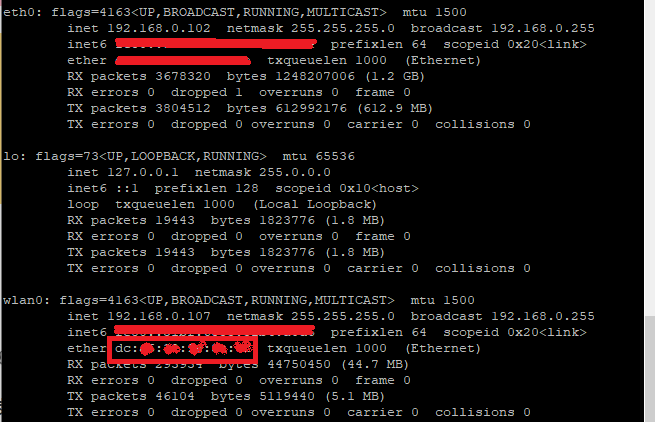 eth0: flags=4163<UP,BROADCAST,RUNNING,MULTICAST> mtu 1500
inet 192.168.0.102 netmask 255.255.255.0 broadcast 192.168.0.255
inet6 prefixlen 64 scopeid 0x20<link>
ether txqueuelen 1000 (Ethernet)
RX packets 3678320 bytes 1248207006 (1.2 GB)
RX errors 0 dropped 1 overruns 0 frame 0
TX packets 3804512 bytes 612992176 (612.9 MB)
TX errors 0 dropped 0 overruns 0 carrier 0 collisions 0
lo: flags=73<UP,LOOPBACK,RUNNING> mtu 65536
inet 127.0.0.1 netmask 255.0.0.0
inet6 ::1 prefixlen 128 scopeid 0x10<host>
loop txqueuelen 1000 (Local Loopback)
RX packets 19443 bytes 1823776 (1.8 MB)
RX errors 0 dropped 0 overruns 0 frame 0
TX packets 19443 bytes 1823776 (1.8 MB)
TX errors 0 dropped 0 overruns 0 carrier 0 collisions 0
wlan0: flags=4163<UP,BROADCAST,RUNNING,MULTICAST> mtu 1500
inet 192.168.0.107 netmask 255.255.255.0 broadcast 192.168.0.255
inet6 prefixlen 64 scopeid 0x20<link>
ether dc: txqueuelen 1000 (Ethernet)
RX packets bytes 44750450 (44.7 MB)
RX errors 0 dropped 0 overruns 0 frame 0
TX packets 46104 bytes 5119440 (5.1 MB)
TX errors 0 dropped 0 overruns 0 carrier 0 collisions 0